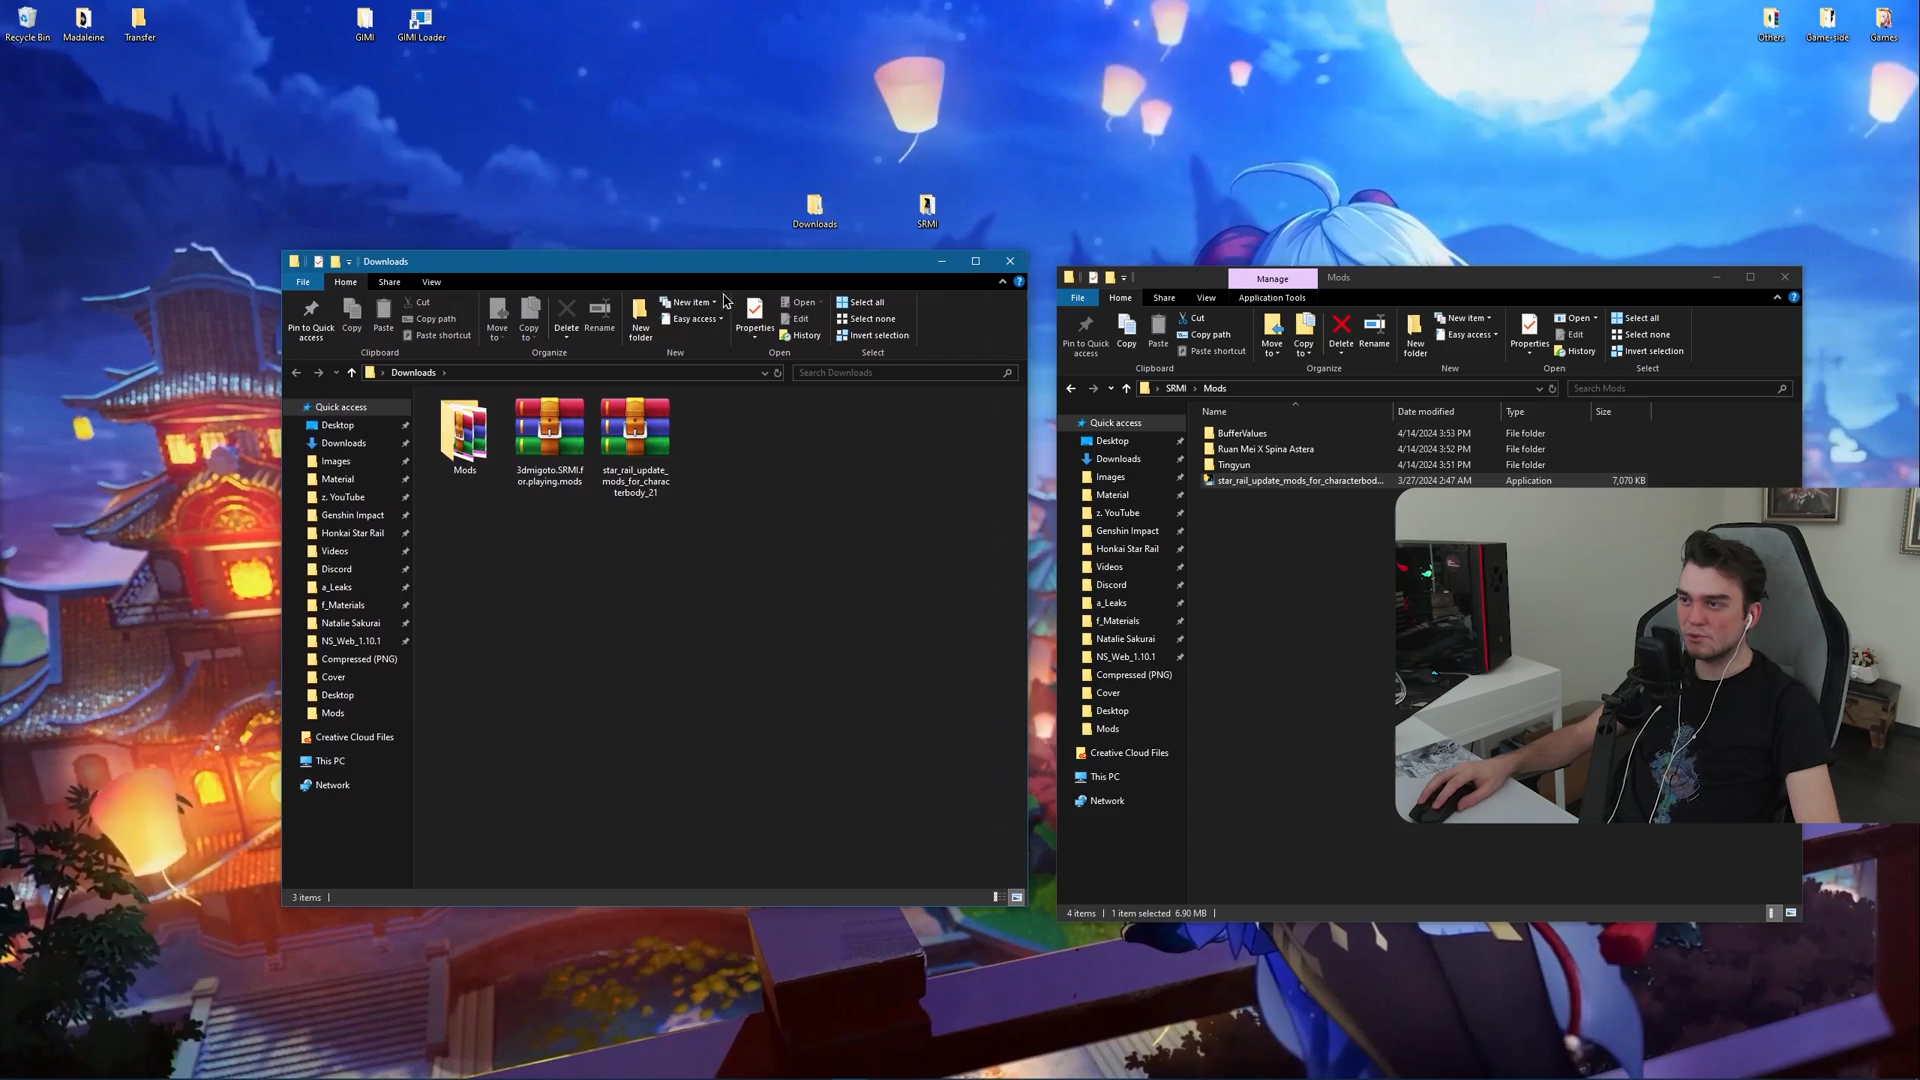 Recycle Bin
Madaleine
Transfer
GIMI
GIMI Loader
Others
Game-side
Games
Downloads
SRMI
Downloads
File
Home
Share
View
Pin to Quick
access
Copy
Paste
Cut
Copy path
Paste shortcut
Clipboard
Move
to
Copy
to
Delete
Rename
Organize
New
folder
New item
Easy access
New
Properties
Open
Edit
History
Open
Select all
Select none
Invert selection
Select
Downloads
Search Downloads
Quick access
Desktop
Downloads
Images
Material
z. YouTube
Genshin Impact
Honkai Star Rail
Videos
Discord
a_Leaks
f_Materials
Natalie Sakurai
NS_Web_1.10.1
Compressed (PNG)
Cover
Desktop
Mods
Creative Cloud Files
This PC
Network
Mods
3dmigoto.SRMI.f
or.playing.mods
star_rail_update_
mods_for_charac
terbody_21
3 items
Manage
Mods
File
Home
Share
View
Application Tools
Pin to Quick
access
Copy
Paste
Cut
Copy path
Paste shortcut
Clipboard
Move
to
Copy
to
Delete
Rename
Organize
New
folder
New item
Easy access
New
Properties
Open
Edit
History
Open
Select all
Select none
Invert selection
Select
SRMI
Mods
Search Mods
Quick access
Desktop
Downloads
Images
Material
z. YouTube
Genshin Impact
Honkai Star Rail
Videos
Discord
a_Leaks
f_Materials
Natalie Sakurai
NS_Web_1.10.1
Compressed (PNG)
Cover
Desktop
Mods
Creative Cloud Files
This PC
Network
Name Date modified Type Size
BufferValues 4/14/2024 3:53 PM File folder
Ruan Mei X Spina Astera 4/14/2024 3:52 PM File folder
Tingyun 4/14/2024 3:51 PM File folder
star_rail_update_mods_for_characterbod... 3/27/2024 2:47 AM Application 7,070 KB
4 items 1 item selected 6.90 MB